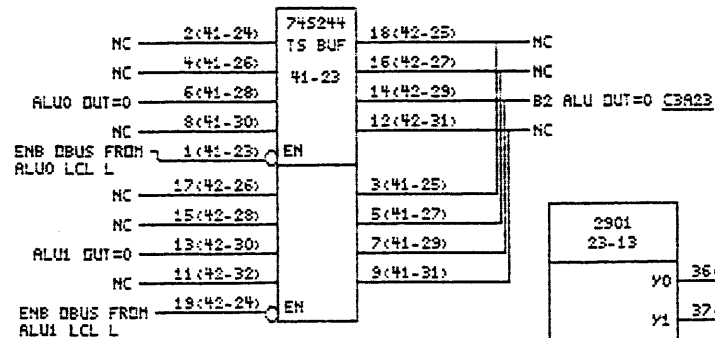 74S244
TS BUF
41-23
NC 2(41-24) 18(42-25) NC
NC 4(41-26) 16(42-27) NC
ALU0 OUT=0 6(41-28) 14(42-29) B2 ALU OUT=0 C3A23
NC 8(41-30) 12(42-31) NC
ENB DBUS FROM
ALU0 LCL L 1(41-23) EN
NC 17(42-26) 3(41-25)
NC 15(42-28) 5(41-27)
ALU1 OUT=0 13(42-30) 7(41-29)
NC 11(42-32) 9(41-31)
ENB DBUS FROM
ALU1 LCL L 19(42-24) EN
2901
23-13
Y0 36(
Y1 37(